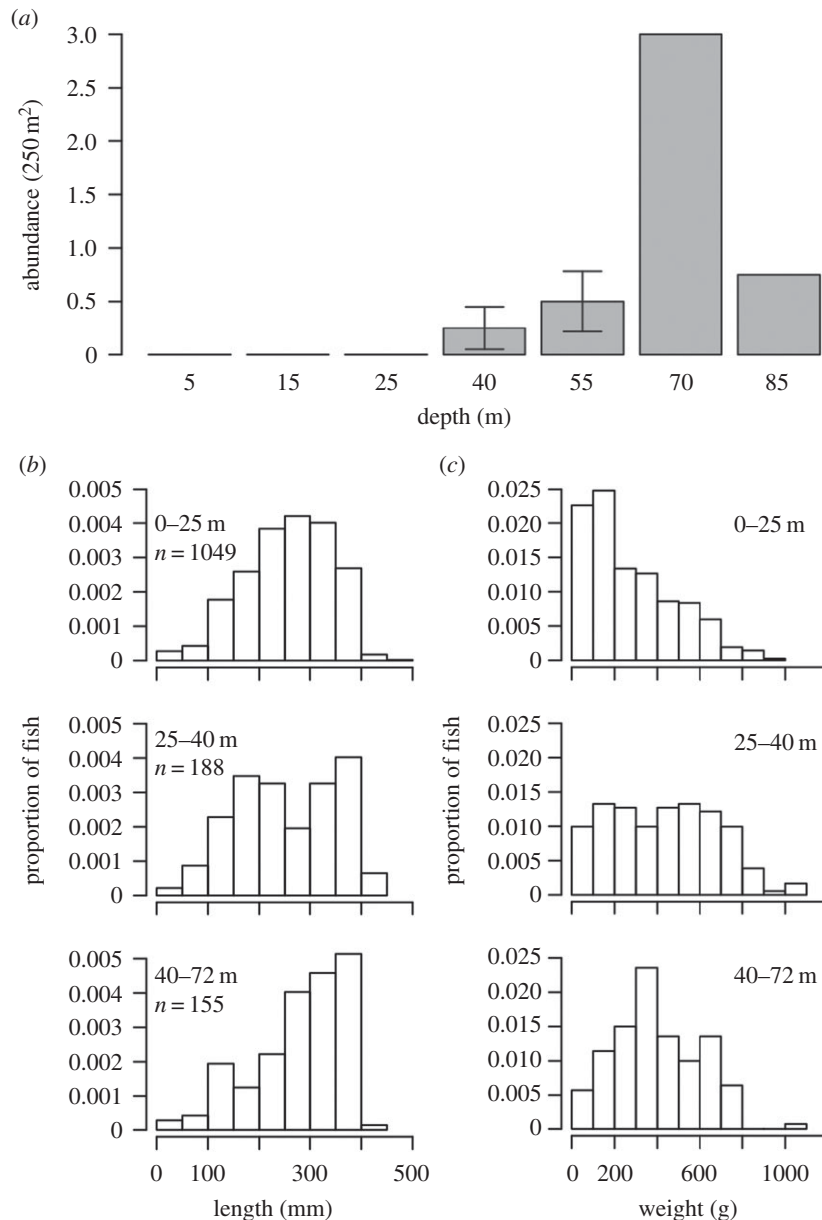 (a)
3.0
2.5
2.0
1.5
1.0
0.5
0
abundance (250 m²)
5 15 25 40 55 70 85
depth (m)
(b)
0.005
0.004
0.003
0.002
0.001
0
0–25 m
n = 1049
0.005
0.004
0.003
0.002
0.001
0
25–40 m
n = 188
0.005
0.004
0.003
0.002
0.001
0
40–72 m
n = 155
proportion of fish
0 100 300 500
length (mm)
(c)
0.025
0.020
0.015
0.010
0.005
0
0–25 m
0.025
0.020
0.015
0.010
0.005
0
25–40 m
0.025
0.020
0.015
0.010
0.005
0
40–72 m
proportion of fish
0 200 600 1000
weight (g)